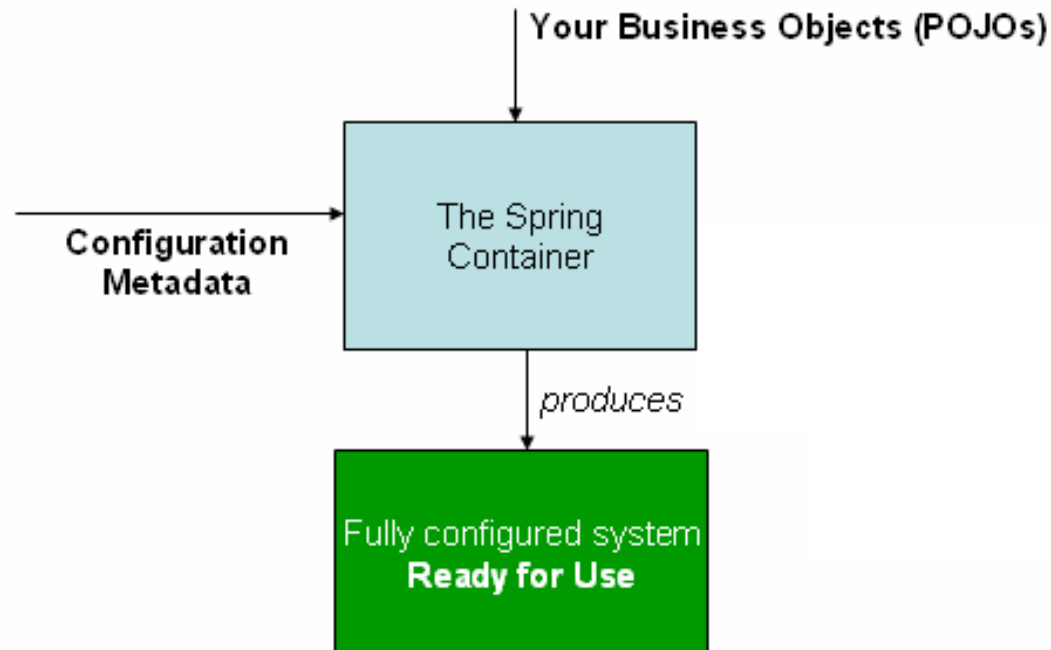 Your Business Objects (POJOs)
The Spring
Container
Configuration
Metadata
produces
Fully configured system
Ready for Use